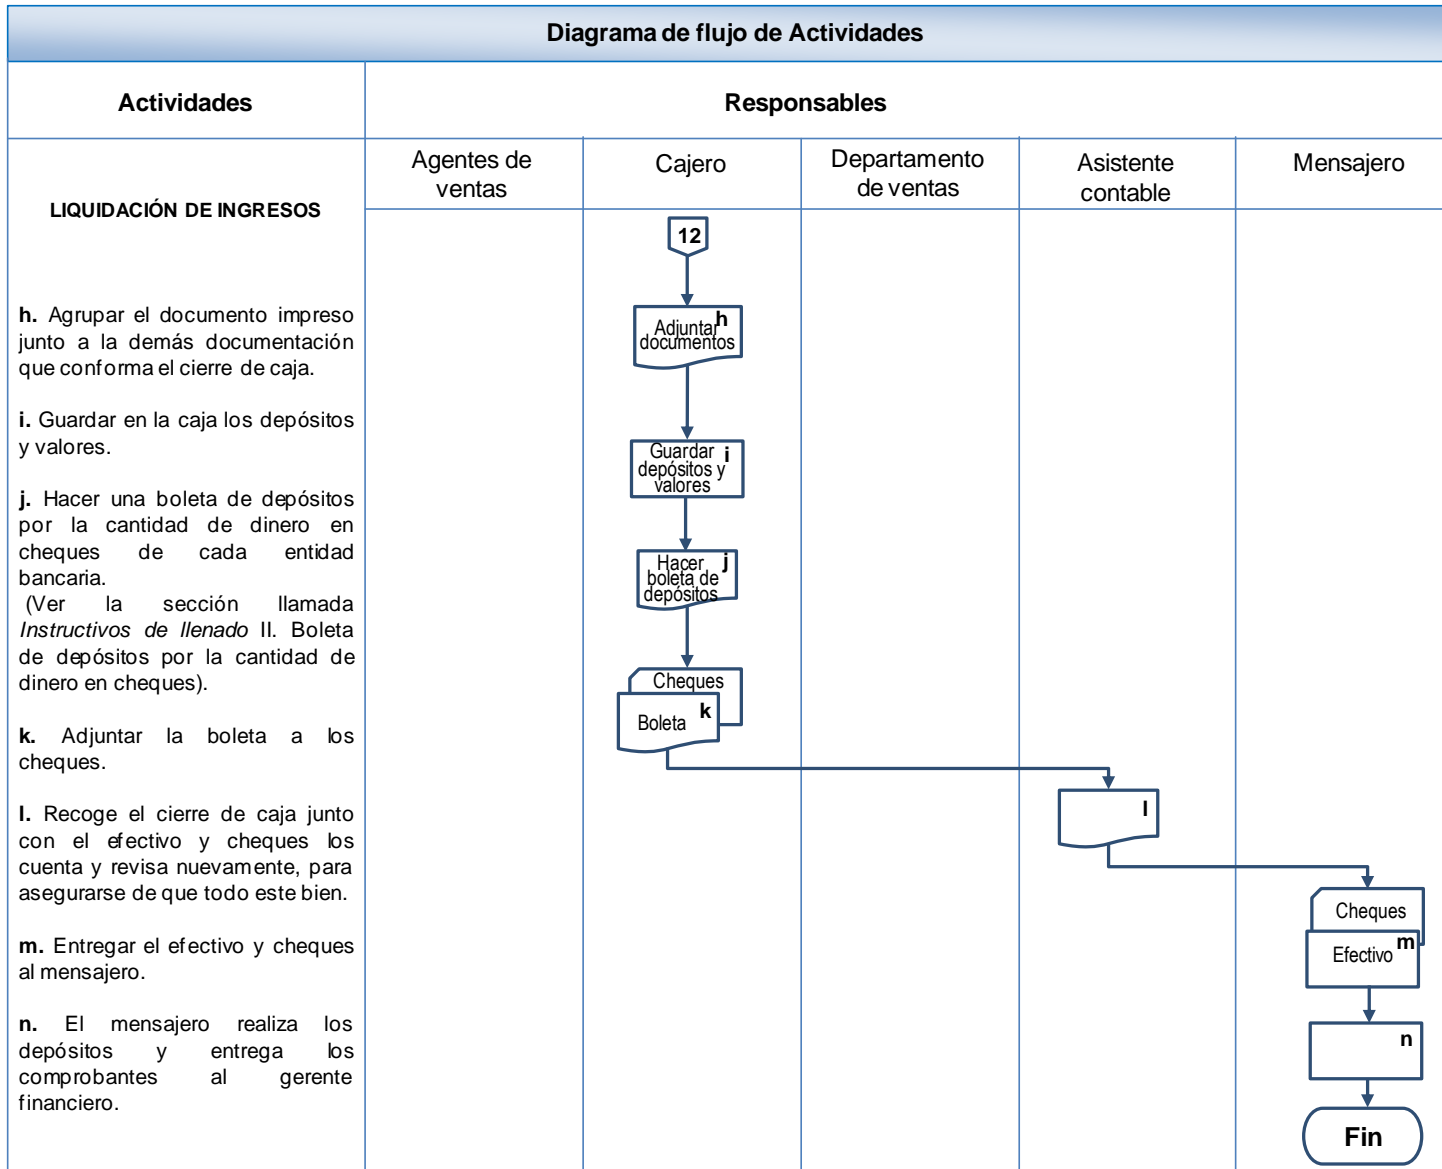 Diagrama de flujo de Actividades
Actividades
Responsables
LIQUIDACIÓN DE INGRESOS
Agentes de
ventas
Cajero
Departamento
de ventas
Asistente
contable
Mensajero
h. Agrupar el documento impreso
junto a la demás documentación
que conforma el cierre de caja.
i. Guardar en la caja los depósitos
y valores.
j. Hacer una boleta de depósitos
por la cantidad de dinero en
cheques de cada entidad
bancaria.
(Ver la sección llamada
Instructivos de llenado II. Boleta
de depósitos por la cantidad de
dinero en cheques).
k. Adjuntar la boleta a los
cheques.
l. Recoge el cierre de caja junto
con el efectivo y cheques los
cuenta y revisa nuevamente, para
asegurarse de que todo este bien.
m. Entregar el efectivo y cheques
al mensajero.
n. El mensajero realiza los
depósitos y entrega los
comprobantes al gerente
financiero.
12
h
Adjuntar
documentos
Guardar i
depósitos y
valores
Hacer j
boleta de
depósitos
Cheques
Boleta k
l
Cheques
Efectivo m
n
Fin